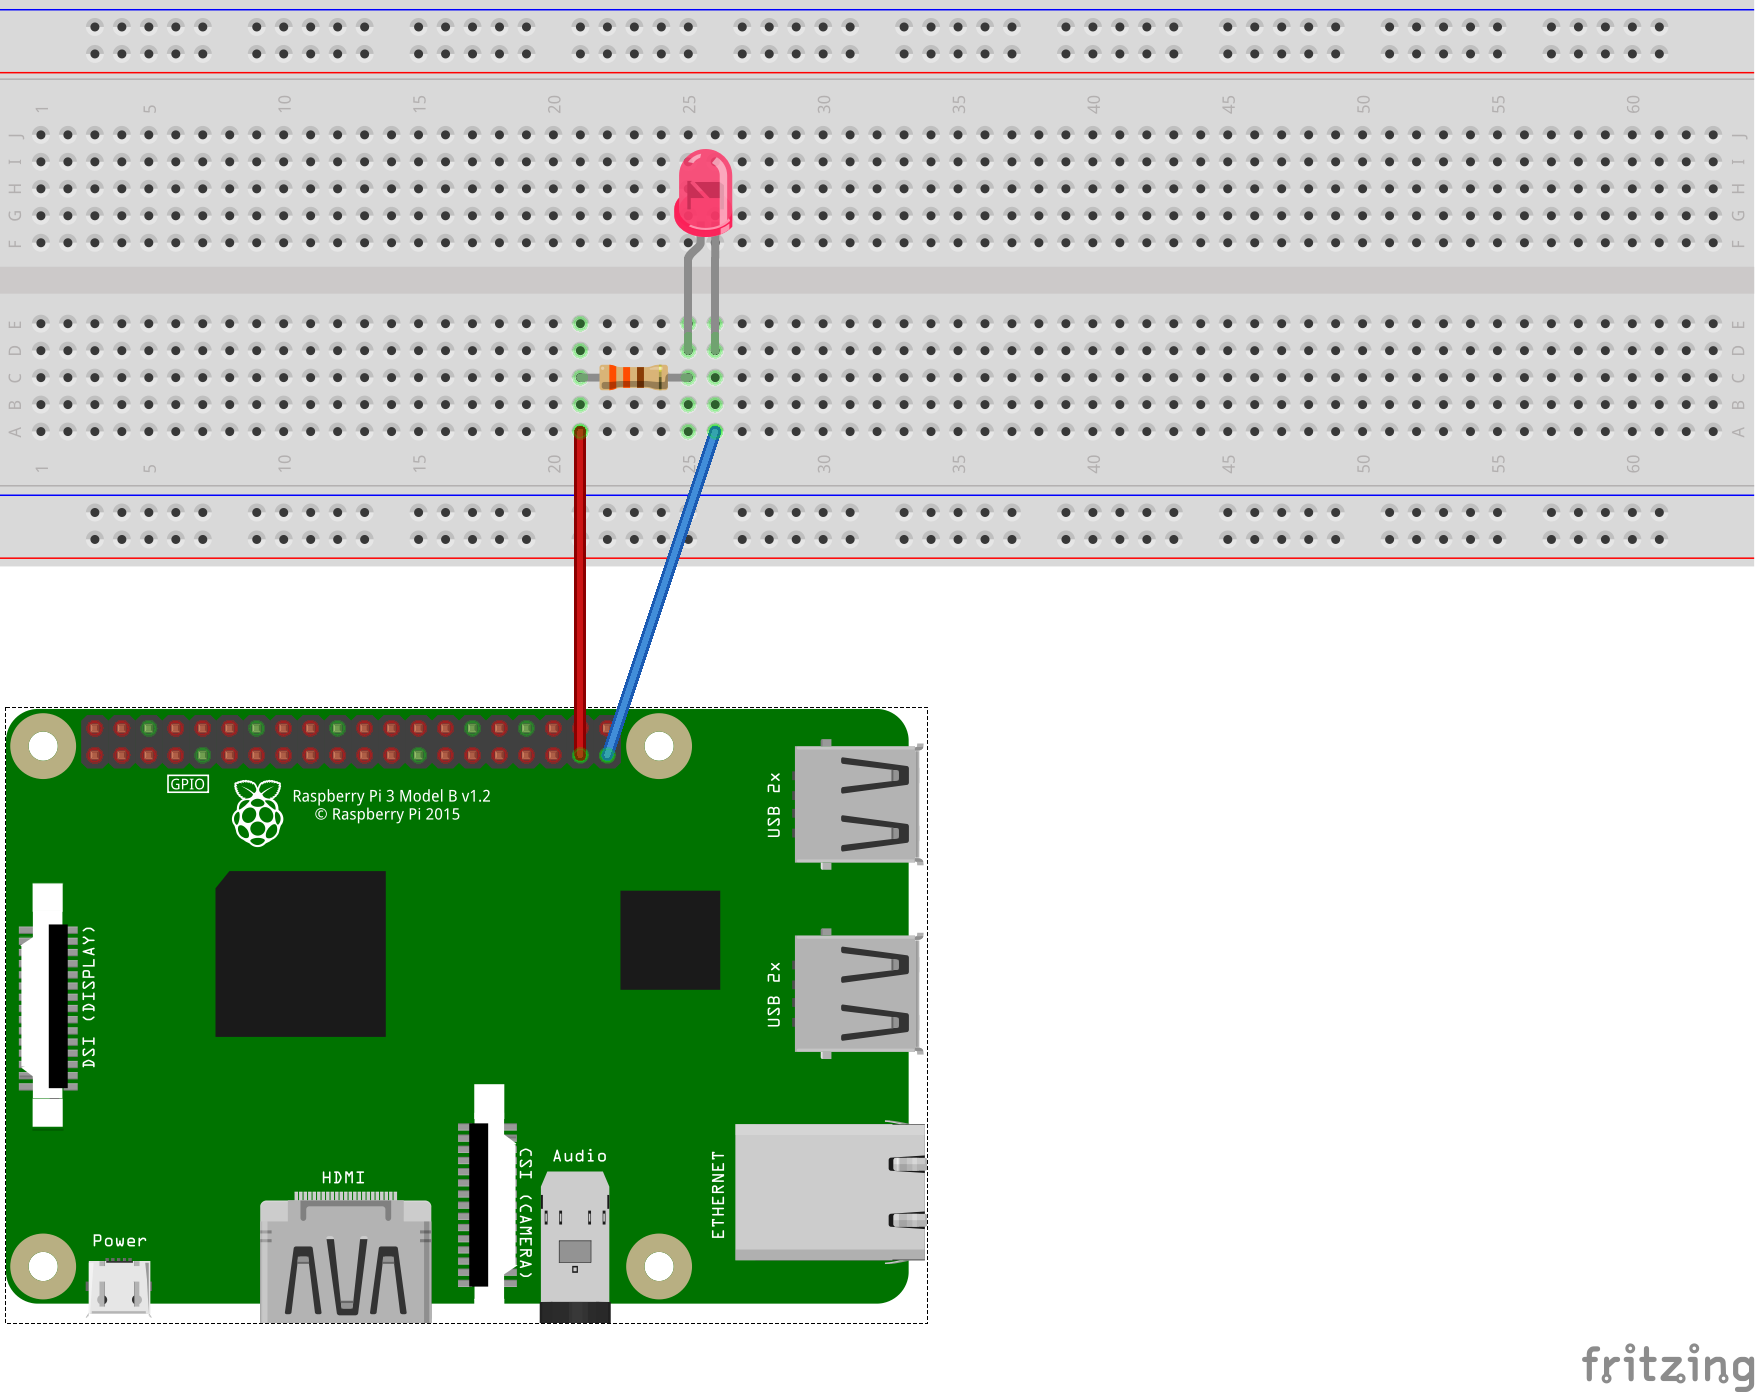 1 5 10 15 20 25 30 35 40 45 50 55 60
J J
I I
H H
G G
F F
E E
D D
C C
B B
A A
1 5 10 15 20 25 30 35 40 45 50 55 60
GPIO
Raspberry Pi 3 Model B v1.2
© Raspberry Pi 2015
USB 2x
DSI (DISPLAY)
USB 2x
HDMI
CSI (CAMERA)
Audio
ETHERNET
Power
fritzing